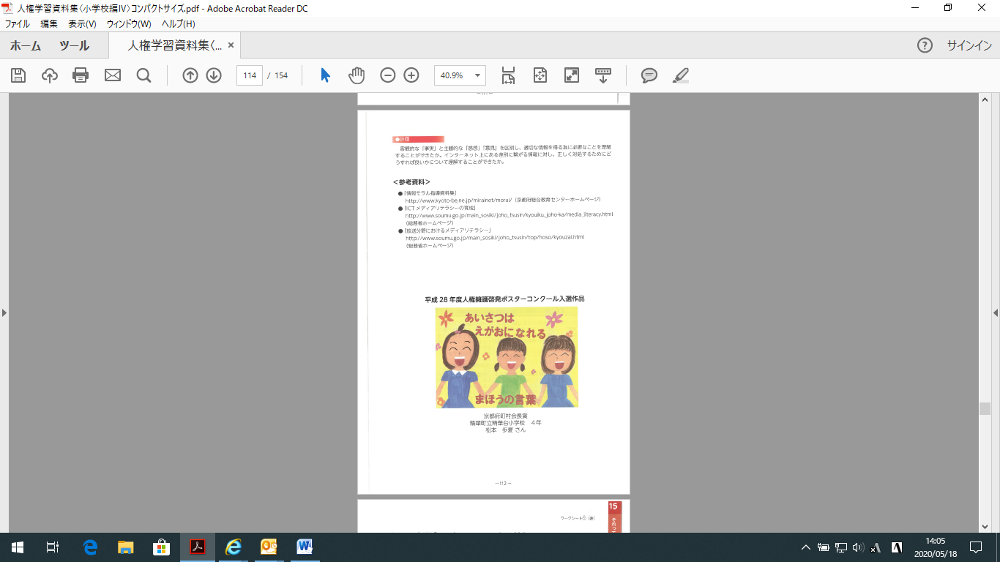 人権学習資料集〈小学校編Ⅳ〉コンパクトサイズ.pdf - Adobe Acrobat Reader DC
ファイル 編集 表示(V) ウィンドウ(W) ヘルプ(H)
ホーム ツール 人権学習資料集〈... × サインイン
114 / 154 40.9%
●評価
客観的な「事実」と主観的な「感想」「意見」を区別し、適切な情報を得る為に必要なことを理解
することができたか。インターネット上にある差別に繋がる情報に対し、正しく対処するためにど
うすれば良いかについて理解することができたか。
＜参考資料＞
●「情報モラル指導資料集」
http://www.kyoto-be.ne.jp/mirainet/moral/（京都府総合教育センターホームページ）
●「ICTメディアリテラシーの育成」
http://www.soumu.go.jp/main_sosiki/joho_tsusin/kyouiku_joho-ka/media_literacy.html
（総務省ホームページ）
●「放送分野におけるメディアリテラシー」
http://www.soumu.go.jp/main_sosiki/joho_tsusin/top/hoso/kyouzai.html
（総務省ホームページ）
平成28年度人権擁護啓発ポスターコンクール入選作品
あいさつは
えがおになれる
まほうの言葉
京都府町村会長賞
精華町立精華台小学校　４年
松本　歩夏 さん
－112－
15
ワークシート①（表）
それって
14:05
2020/05/18